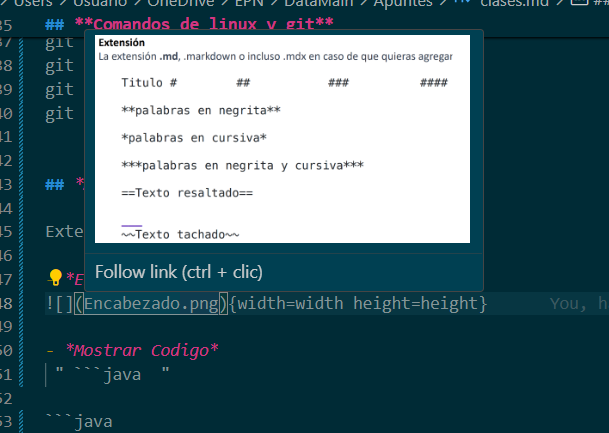 Users > Usuario > OneDrive > EPN > DataMain > Apuntes > clases.md > ##
35 ## **Comandos de linux y git**
37 git
38 git
39 git
40 git
41
42
43 ## *
44
45 Exte
46
47 *E
48 ![](Encabezado.png){width=width height=height} You, h
49
50 - *Mostrar Codigo*
51 " ```java "
52
53 ```java
Extensión
La extensión .md, .markdown o incluso .mdx en caso de que quieras agregar
Titulo # ## ### ####
**palabras en negrita**
*palabras en cursiva*
***palabras en negrita y cursiva***
==Texto resaltado==
~~Texto tachado~~
Follow link (ctrl + clic)